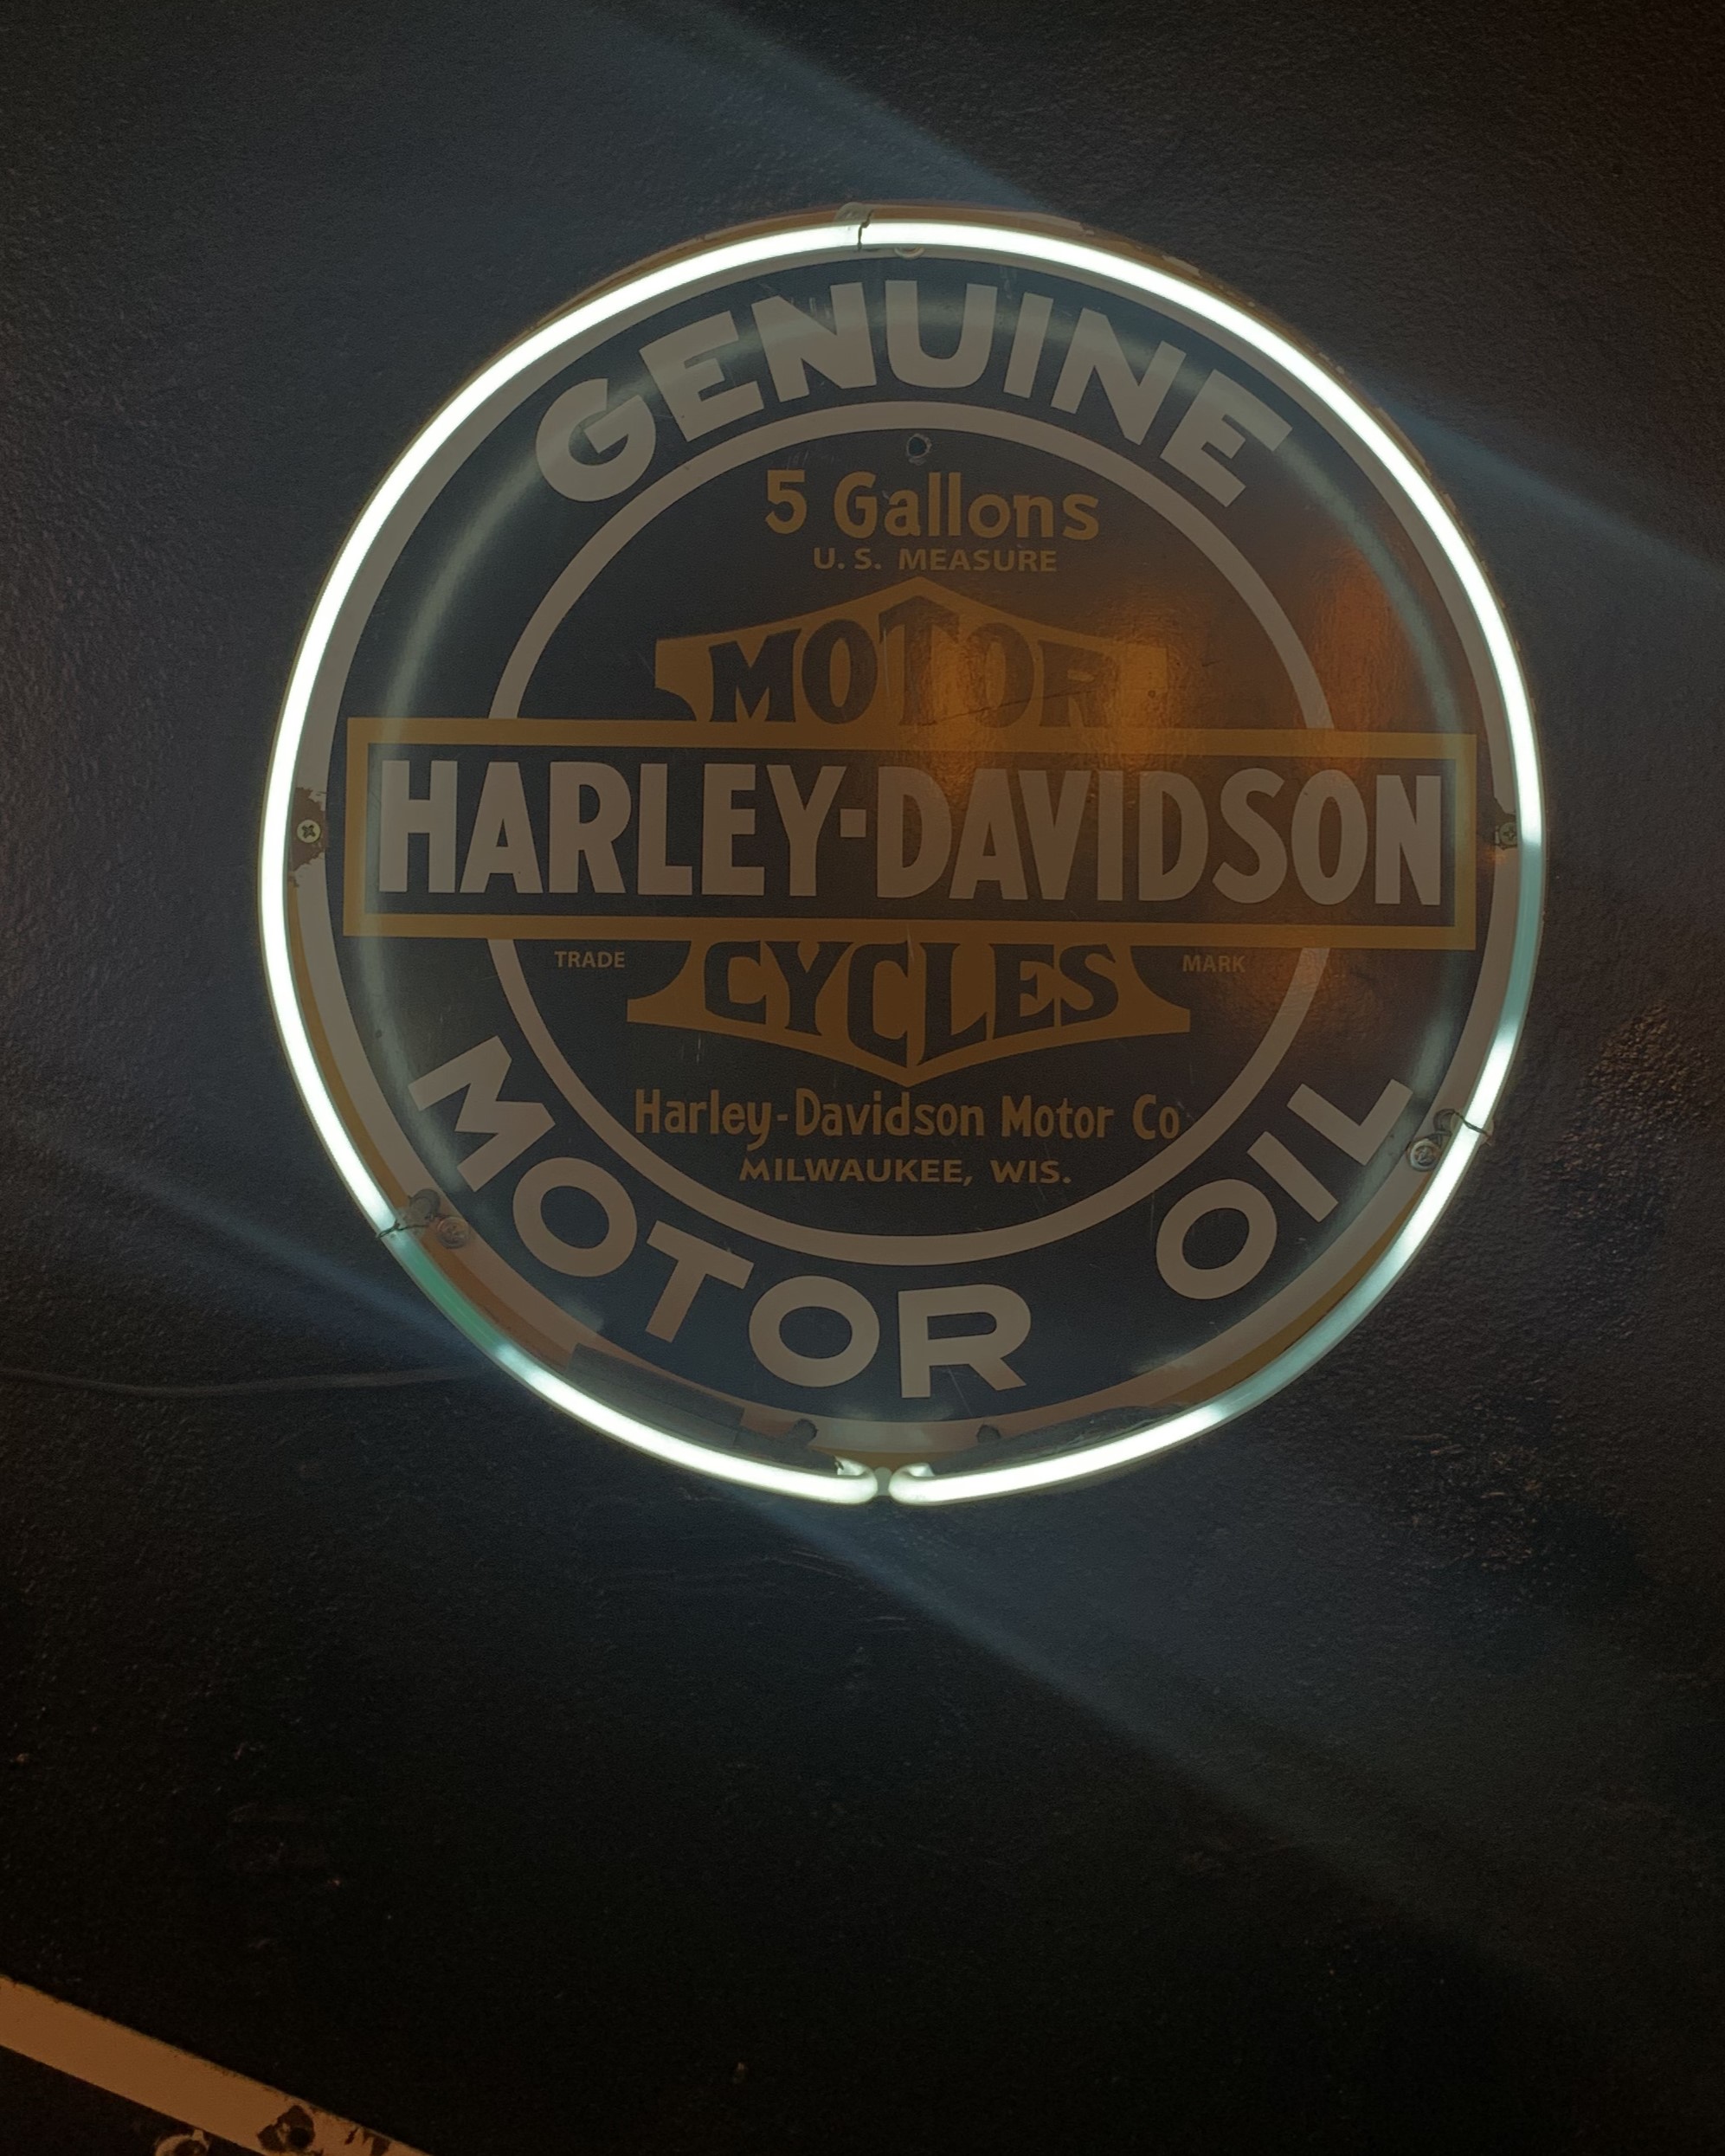 GENUINE
5 Gallons
U.S. MEASURE
MOTOR
HARLEY-DAVIDSON
TRADE MARK
CYCLES
Harley-Davidson Motor Co
MILWAUKEE, WIS.
MOTOR OIL